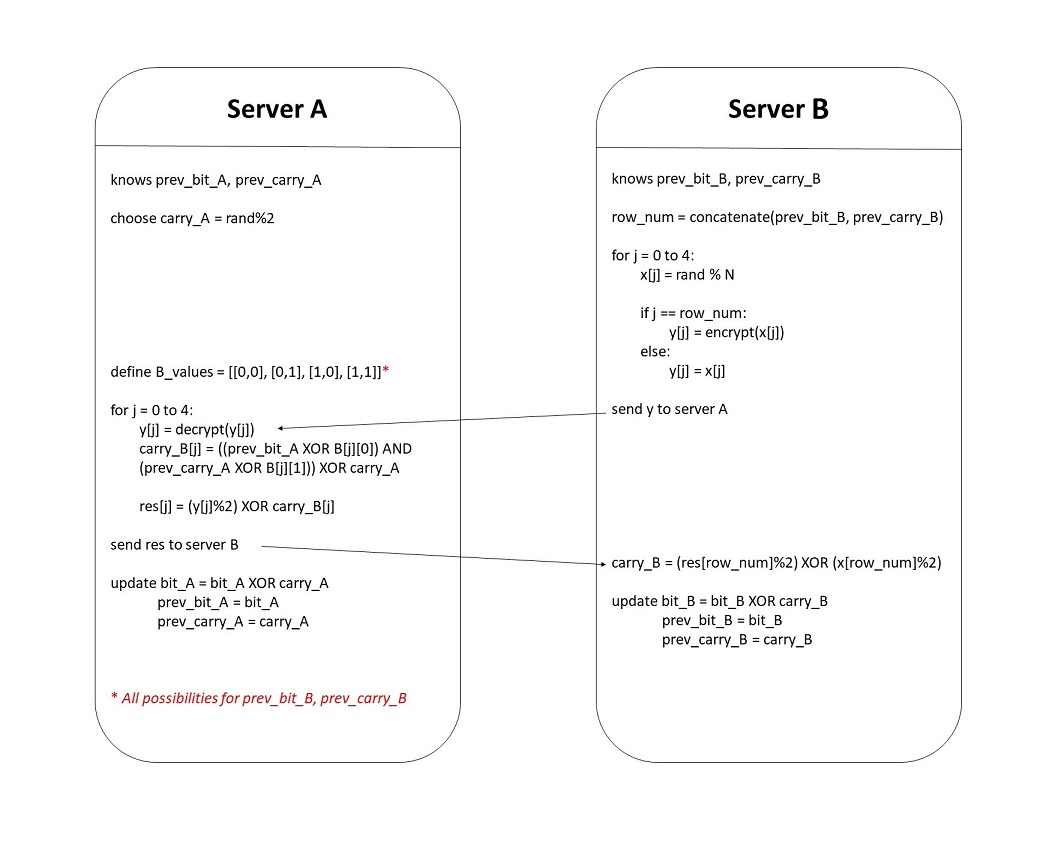 Server A
knows prev_bit_A, prev_carry_A
choose carry_A = rand%2
define B_values = [[0,0], [0,1], [1,0], [1,1]]*
for j = 0 to 4:
y[j] = decrypt(y[j])
carry_B[j] = ((prev_bit_A XOR B[j][0]) AND
(prev_carry_A XOR B[j][1])) XOR carry_A
res[j] = (y[j]%2) XOR carry_B[j]
send res to server B
update bit_A = bit_A XOR carry_A
prev_bit_A = bit_A
prev_carry_A = carry_A
* All possibilities for prev_bit_B, prev_carry_B
Server B
knows prev_bit_B, prev_carry_B
row_num = concatenate(prev_bit_B, prev_carry_B)
for j = 0 to 4:
x[j] = rand % N
if j == row_num:
y[j] = encrypt(x[j])
else:
y[j] = x[j]
send y to server A
carry_B = (res[row_num]%2) XOR (x[row_num]%2)
update bit_B = bit_B XOR carry_B
prev_bit_B = bit_B
prev_carry_B = carry_B